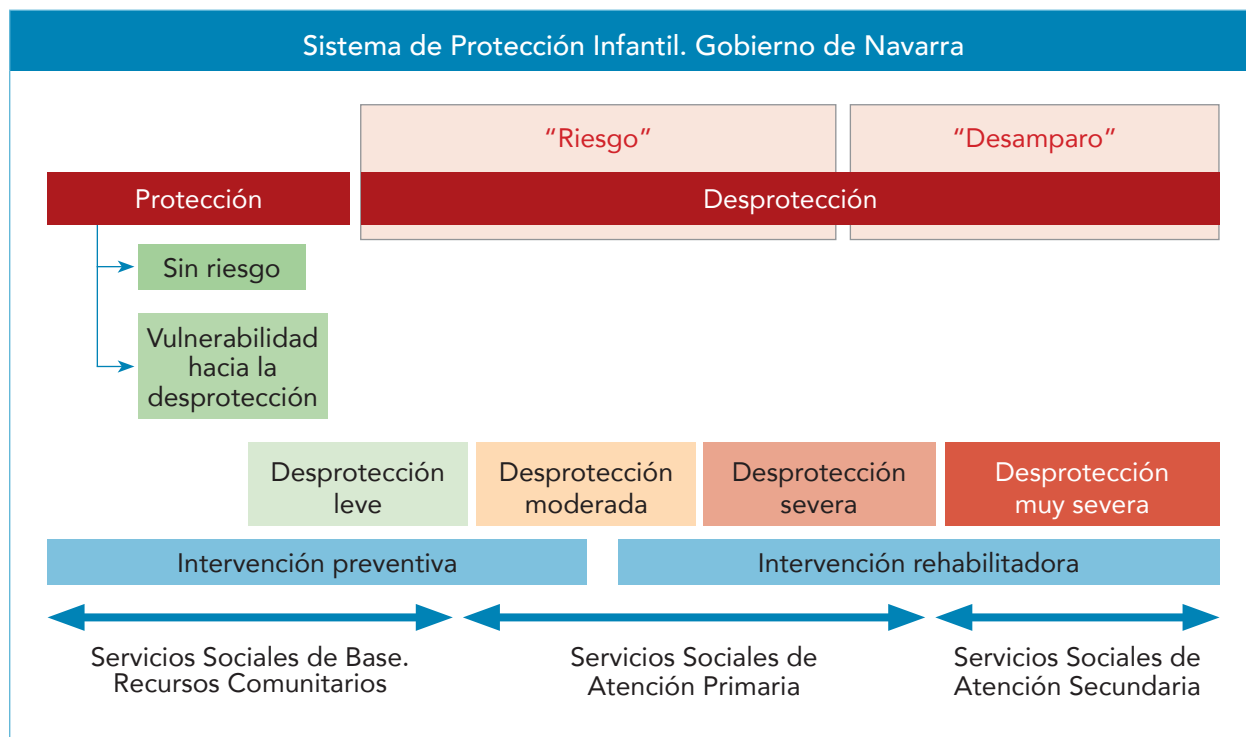 Sistema de Protección Infantil. Gobierno de Navarra
“Riesgo”
“Desamparo”
Protección
Desprotección
Sin riesgo
Vulnerabilidad
hacia la
desprotección
Desprotección
leve
Desprotección
moderada
Desprotección
severa
Desprotección
muy severa
Intervención preventiva
Intervención rehabilitadora
Servicios Sociales de Base.
Recursos Comunitarios
Servicios Sociales de
Atención Primaria
Servicios Sociales de
Atención Secundaria